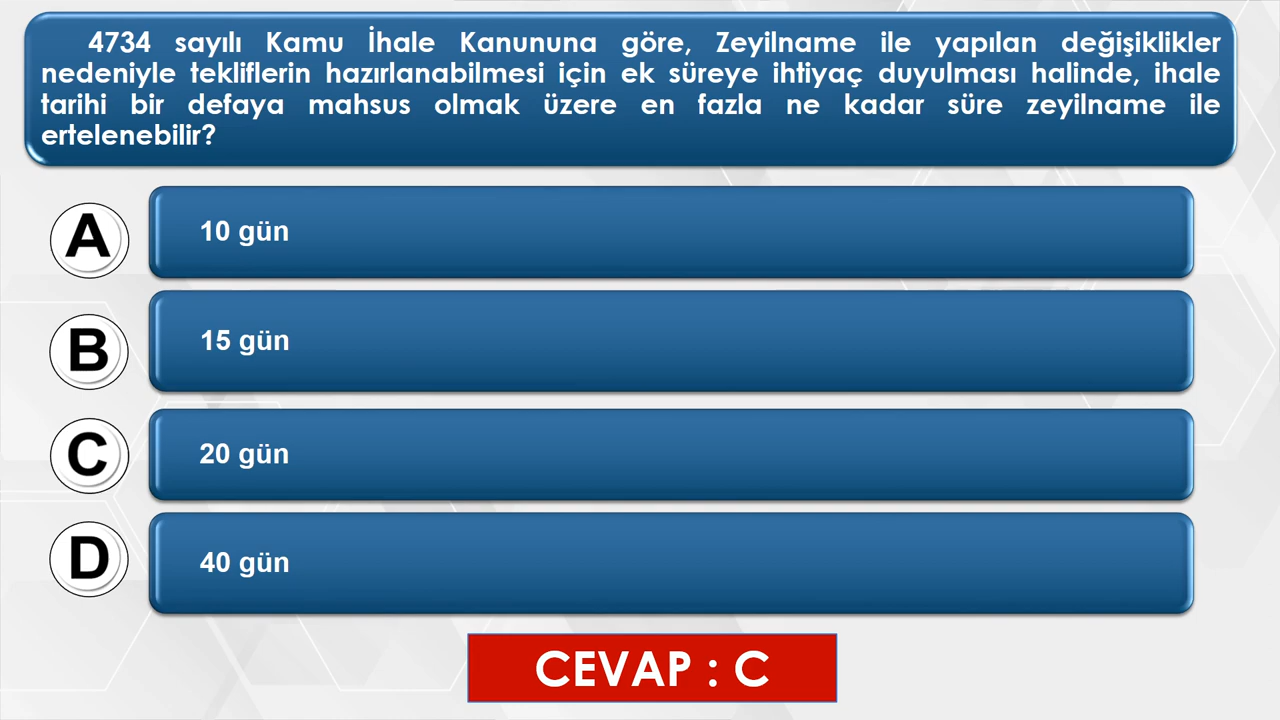 4734 sayılı Kamu İhale Kanununa göre, Zeyilname ile yapılan değişiklikler
nedeniyle tekliflerin hazırlanabilmesi için ek süreye ihtiyaç duyulması halinde, ihale
tarihi bir defaya mahsus olmak üzere en fazla ne kadar süre zeyilname ile
ertelenebilir?
A
10 gün
B
15 gün
C
20 gün
D
40 gün
CEVAP : C